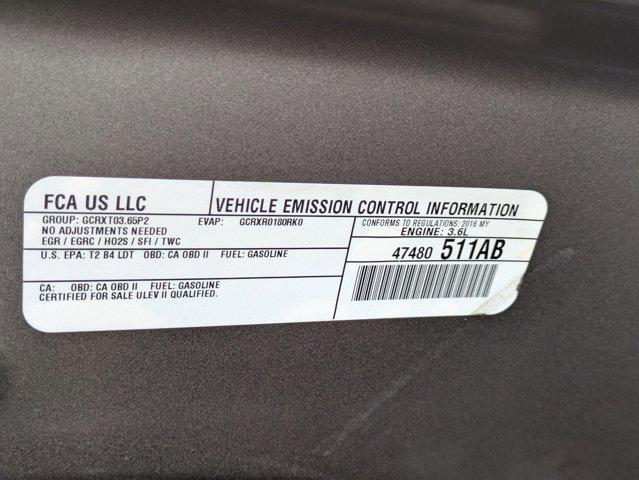 FCA US LLC
VEHICLE EMISSION CONTROL INFORMATION
GROUP: GCRXT03.65P2 EVAP: GCRXR0180RK0
NO ADJUSTMENTS NEEDED
EGR / EGRC / HO2S / SFI / TWC
CONFORMS TO REGULATIONS: 2016 MY
ENGINE: 3.6L
U.S. EPA: T2 B4 LDT OBD: CA OBD II FUEL: GASOLINE
47480 511AB
CA: OBD: CA OBD II FUEL: GASOLINE
CERTIFIED FOR SALE ULEV II QUALIFIED.